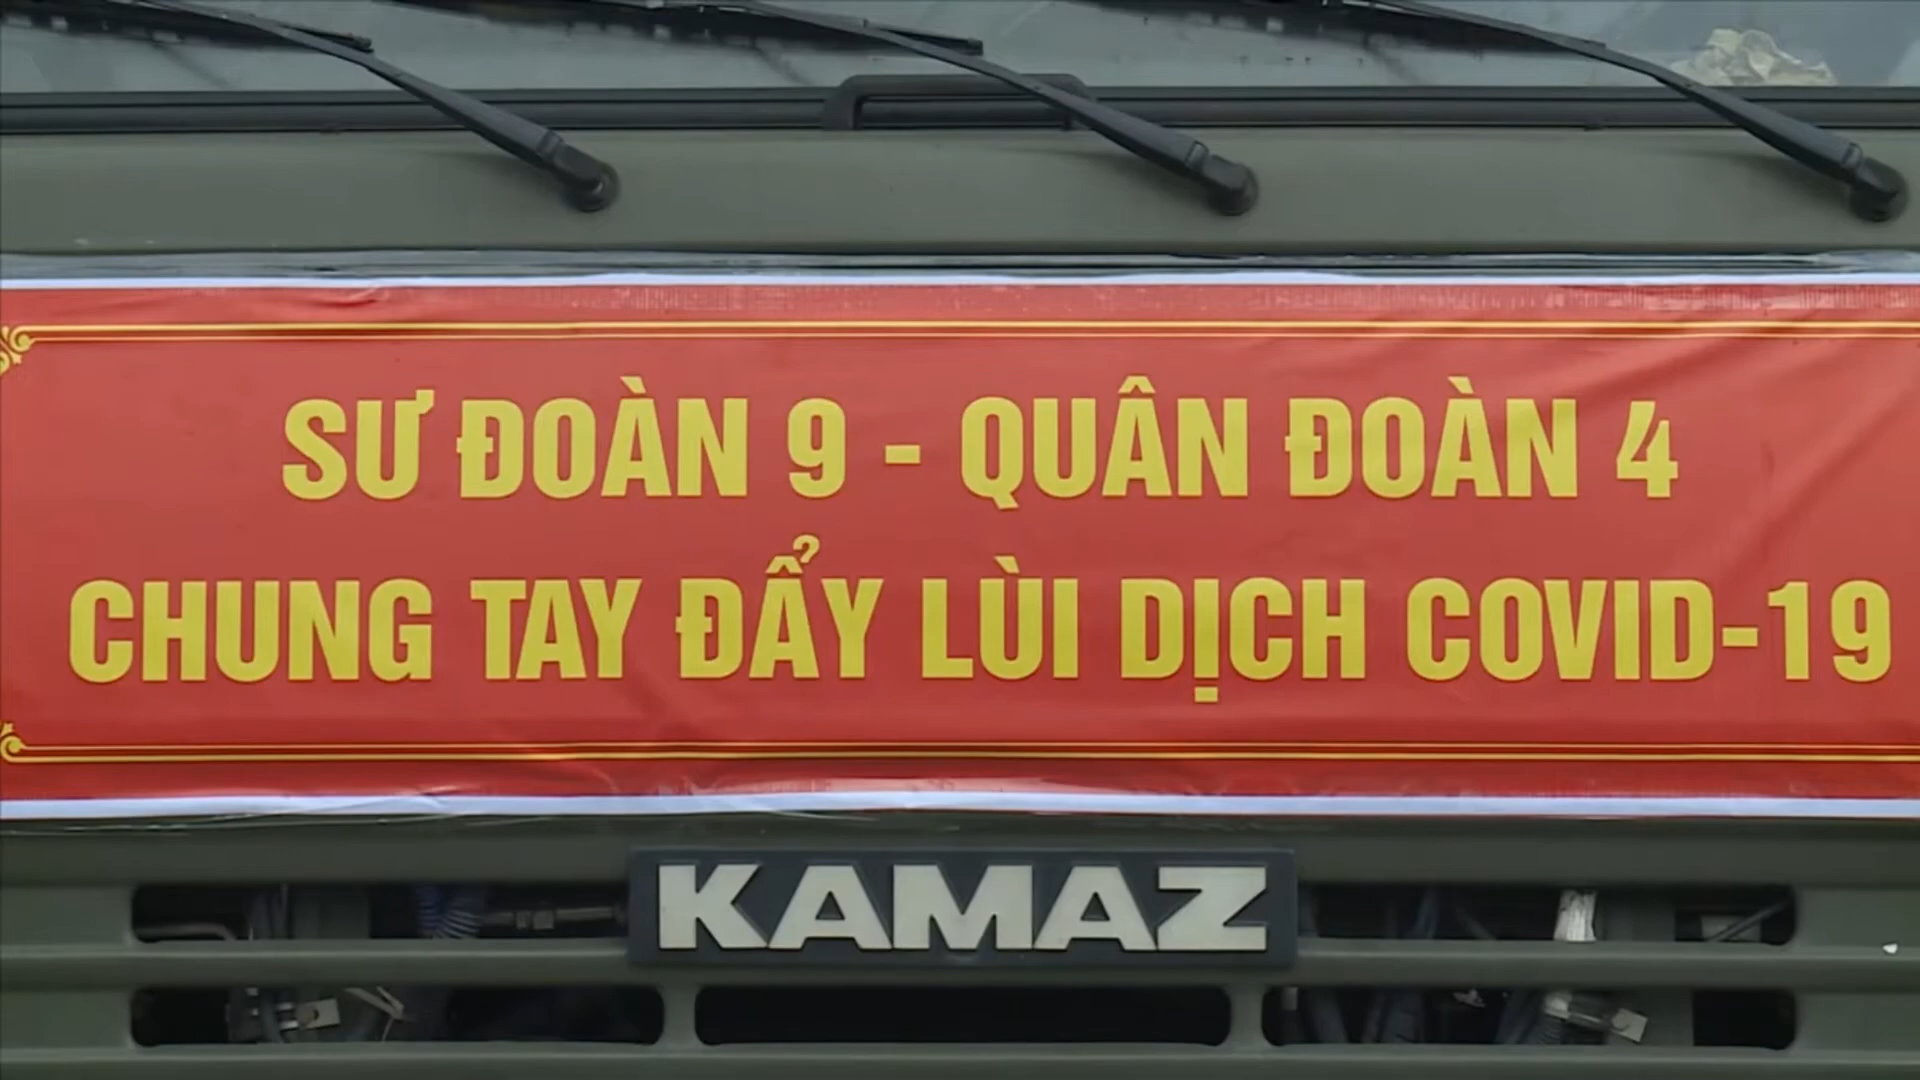 SƯ ĐOÀN 9 - QUÂN ĐOÀN 4
CHUNG TAY ĐẨY LÙI DỊCH COVID-19
KAMAZ